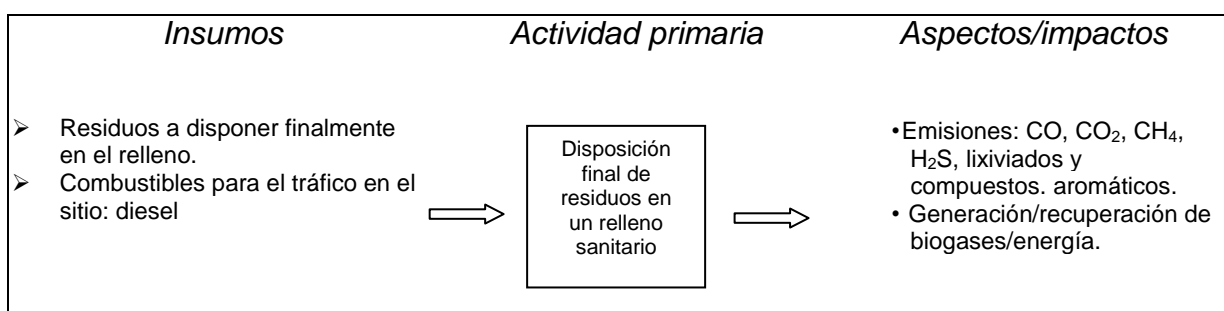 Insumos
Actividad primaria
Aspectos/impactos
➢ Residuos a disponer finalmente
en el relleno.
➢ Combustibles para el tráfico en el
sitio: diesel
Disposición
final de
residuos en
un relleno
sanitario
•Emisiones: CO, CO₂, CH₄,
H₂S, lixiviados y
compuestos. aromáticos.
• Generación/recuperación de
biogases/energía.